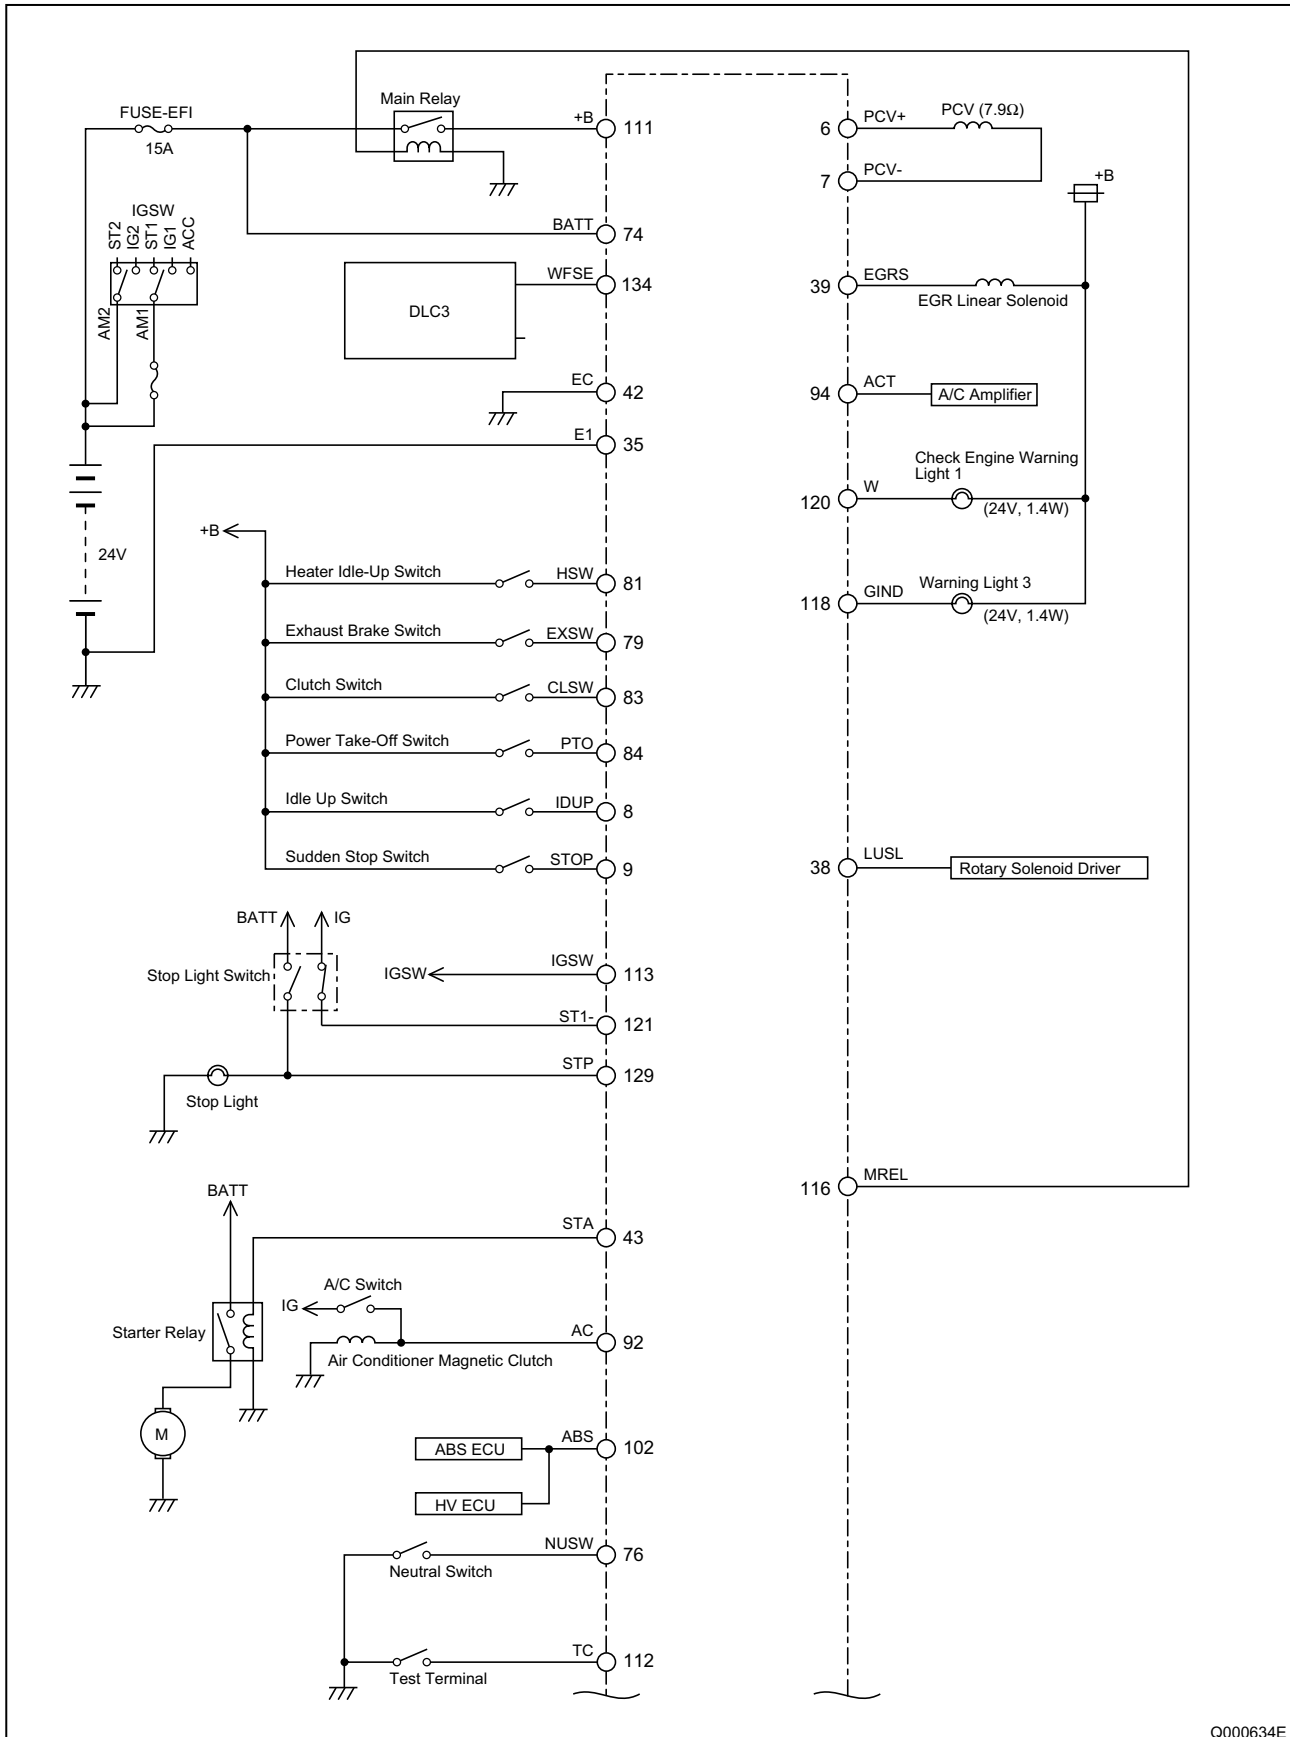 FUSE-EFI
15A
Main Relay
+B
111
6
PCV+
PCV (7.9Ω)
7
PCV-
+B
IGSW
ST2
IG2
ST1
IG1
ACC
AM2
AM1
BATT
74
WFSE
134
DLC3
39
EGRS
EGR Linear Solenoid
EC
42
94
ACT
A/C Amplifier
E1
35
Check Engine Warning
Light 1
120
W
(24V, 1.4W)
24V
+B
Heater Idle-Up Switch
HSW
81
118
GIND
Warning Light 3
(24V, 1.4W)
Exhaust Brake Switch
EXSW
79
Clutch Switch
CLSW
83
Power Take-Off Switch
PTO
84
Idle Up Switch
IDUP
8
Sudden Stop Switch
STOP
9
38
LUSL
Rotary Solenoid Driver
BATT
IG
Stop Light Switch
IGSW
IGSW
113
ST1-
121
STP
129
Stop Light
116
MREL
BATT
STA
43
A/C Switch
IG
Starter Relay
AC
92
Air Conditioner Magnetic Clutch
M
ABS ECU
ABS
102
HV ECU
NUSW
76
Neutral Switch
TC
112
Test Terminal
Q000634E